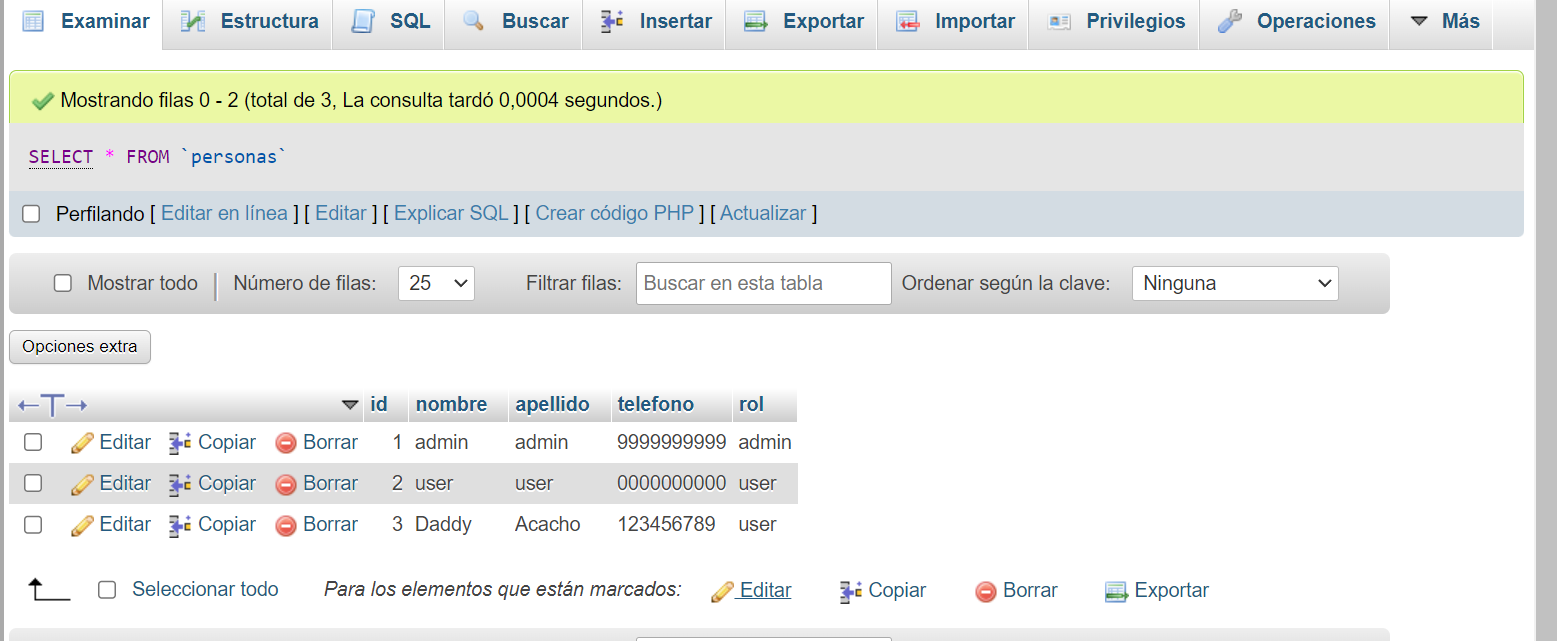 Examinar Estructura SQL Buscar Insertar Exportar Importar Privilegios Operaciones Más
Mostrando filas 0 - 2 (total de 3, La consulta tardó 0,0004 segundos.)
SELECT * FROM `personas`
Perfilando [ Editar en línea ] [ Editar ] [ Explicar SQL ] [ Crear código PHP ] [ Actualizar ]
Mostrar todo | Número de filas: 25 Filtrar filas: Buscar en esta tabla Ordenar según la clave: Ninguna
Opciones extra
←T→ id nombre apellido telefono rol
Editar Copiar Borrar 1 admin admin 9999999999 admin
Editar Copiar Borrar 2 user user 0000000000 user
Editar Copiar Borrar 3 Daddy Acacho 123456789 user
Seleccionar todo Para los elementos que están marcados: Editar Copiar Borrar Exportar